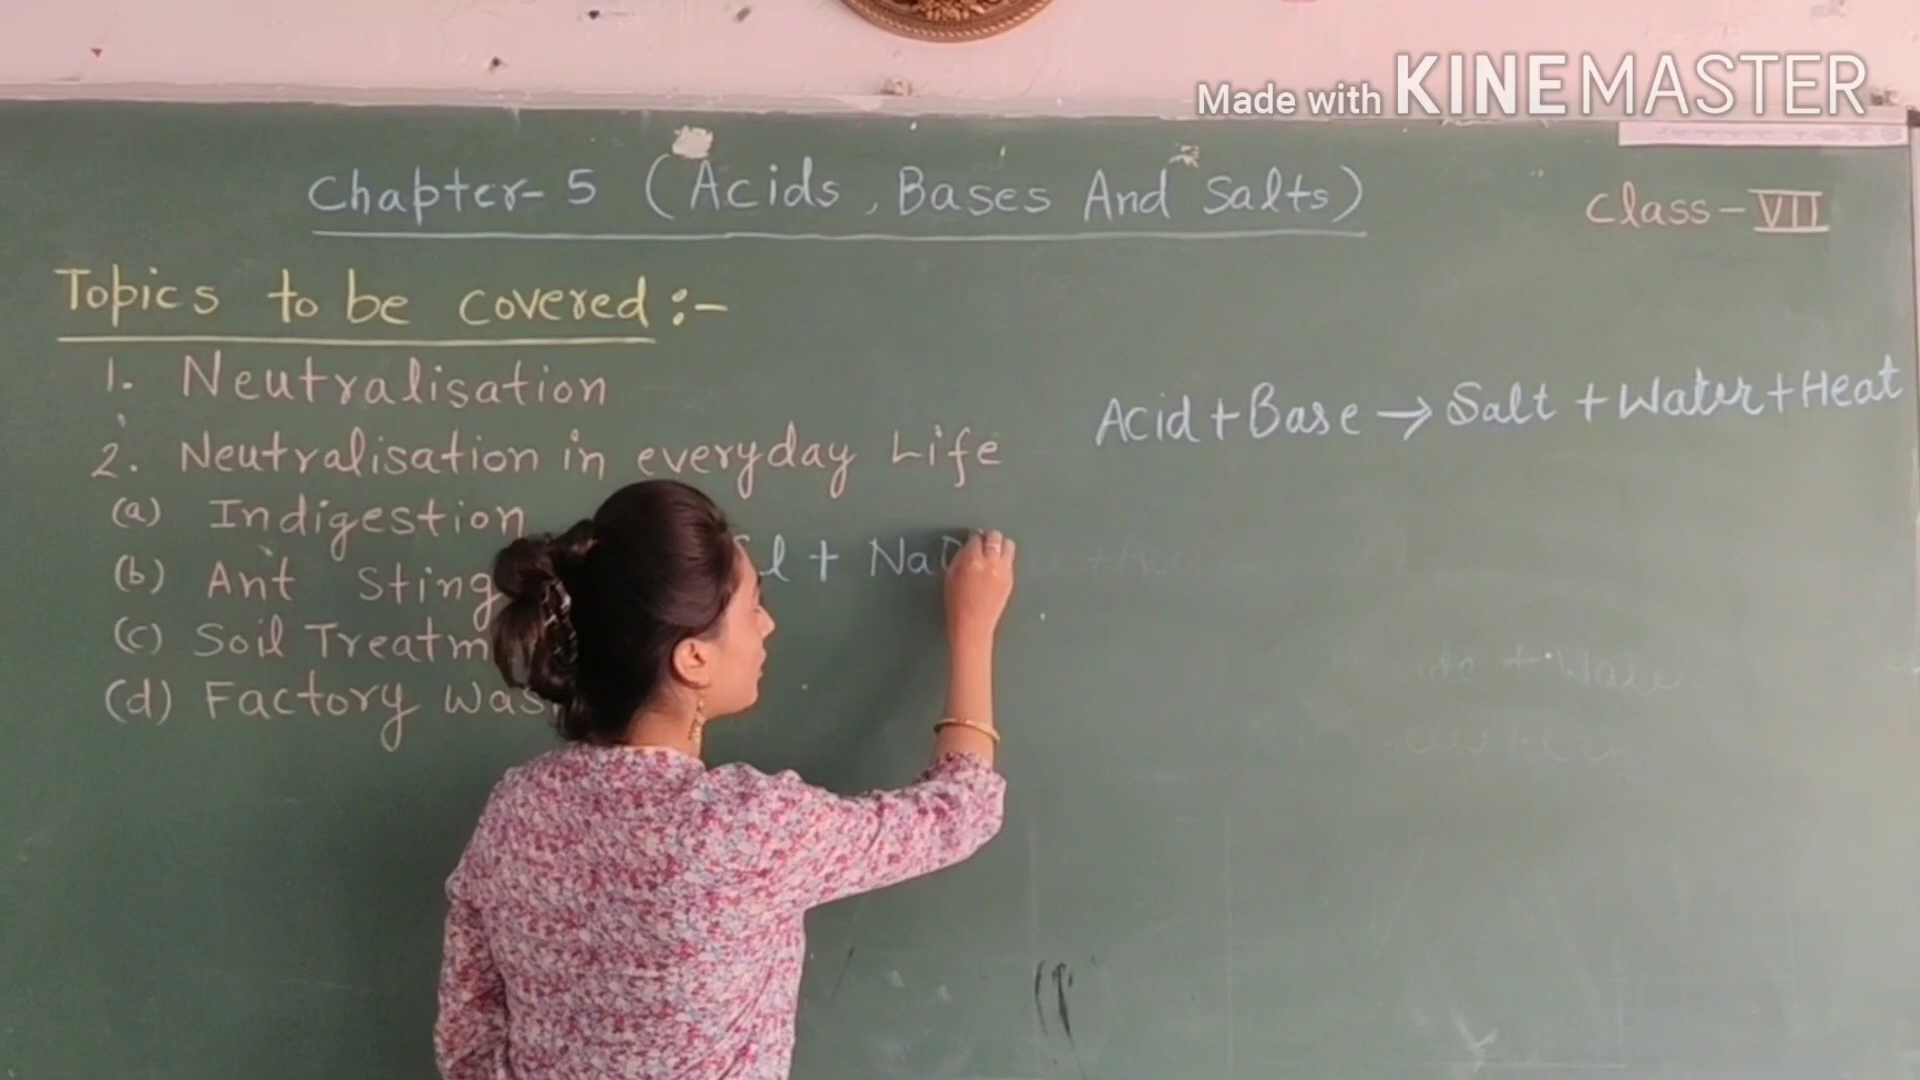 Made with KINEMASTER
Chapter-5 (Acids, Bases And Salts)
Class-VII
Topics to be covered:-
1. Neutralisation
Acid+Base→Salt+Water+Heat
2. Neutralisation in everyday Life
(a) Indigestion
l + Na
(b) Ant Sting
(c) Soil Treatm
(d) Factory Was